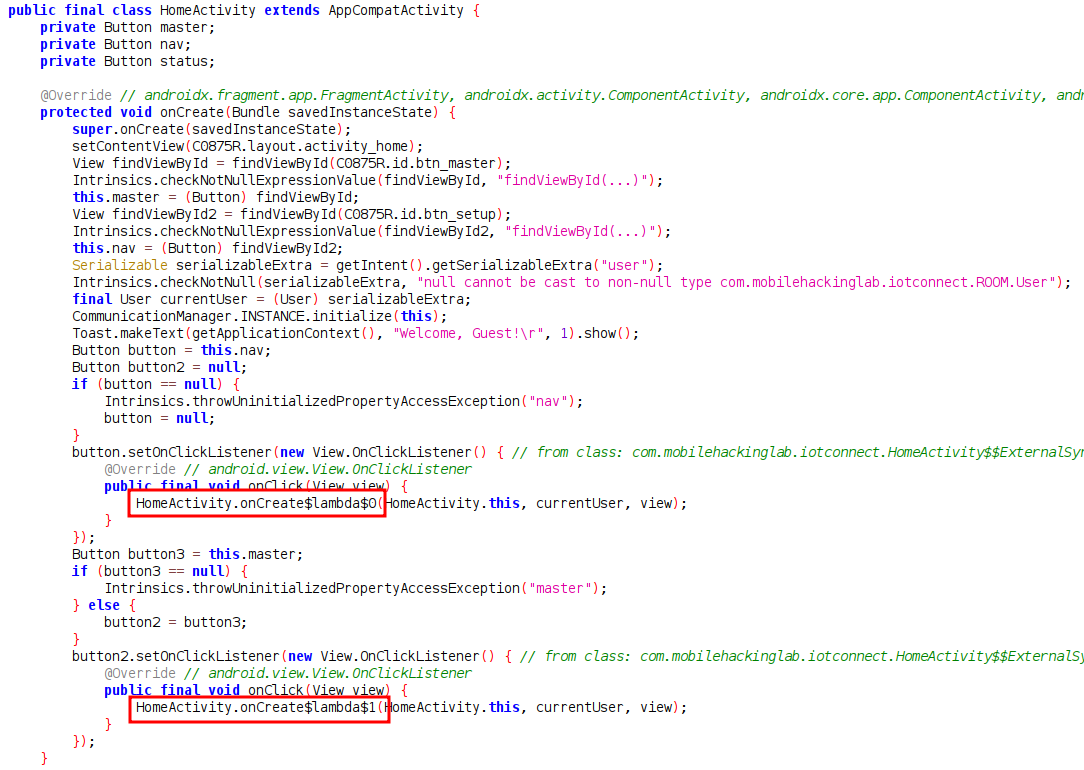 public final class HomeActivity extends AppCompatActivity {
    private Button master;
    private Button nav;
    private Button status;

    @Override // androidx.fragment.app.FragmentActivity, androidx.activity.ComponentActivity, androidx.core.app.ComponentActivity, and
    protected void onCreate(Bundle savedInstanceState) {
        super.onCreate(savedInstanceState);
        setContentView(C0875R.layout.activity_home);
        View findViewById = findViewById(C0875R.id.btn_master);
        Intrinsics.checkNotNullExpressionValue(findViewById, "findViewById(...)");
        this.master = (Button) findViewById;
        View findViewById2 = findViewById(C0875R.id.btn_setup);
        Intrinsics.checkNotNullExpressionValue(findViewById2, "findViewById(...)");
        this.nav = (Button) findViewById2;
        Serializable serializableExtra = getIntent().getSerializableExtra("user");
        Intrinsics.checkNotNull(serializableExtra, "null cannot be cast to non-null type com.mobilehackinglab.iotconnect.ROOM.User");
        final User currentUser = (User) serializableExtra;
        CommunicationManager.INSTANCE.initialize(this);
        Toast.makeText(getApplicationContext(), "Welcome, Guest!\r", 1).show();
        Button button = this.nav;
        Button button2 = null;
        if (button == null) {
            Intrinsics.throwUninitializedPropertyAccessException("nav");
            button = null;
        }
        button.setOnClickListener(new View.OnClickListener() { // from class: com.mobilehackinglab.iotconnect.HomeActivity$$ExternalSyn
            @Override // android.view.View.OnClickListener
            public final void onClick(View view) {
                HomeActivity.onCreate$lambda$0(HomeActivity.this, currentUser, view);
            }
        });
        Button button3 = this.master;
        if (button3 == null) {
            Intrinsics.throwUninitializedPropertyAccessException("master");
        } else {
            button2 = button3;
        }
        button2.setOnClickListener(new View.OnClickListener() { // from class: com.mobilehackinglab.iotconnect.HomeActivity$$ExternalSy
            @Override // android.view.View.OnClickListener
            public final void onClick(View view) {
                HomeActivity.onCreate$lambda$1(HomeActivity.this, currentUser, view);
            }
        });
    }